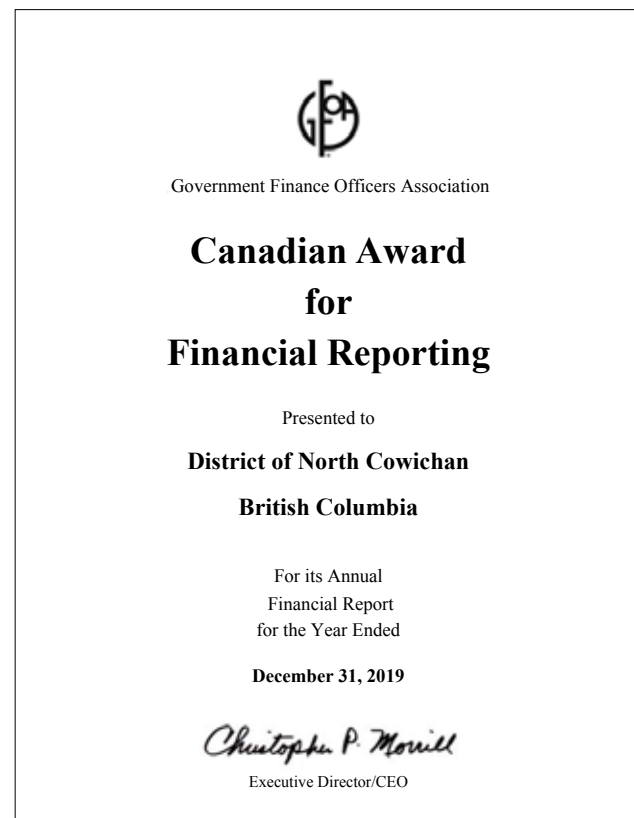 GFOA
Government Finance Officers Association
Canadian Award
for
Financial Reporting
Presented to
District of North Cowichan
British Columbia
For its Annual
Financial Report
for the Year Ended
December 31, 2019
Christopher P. Morrill
Executive Director/CEO